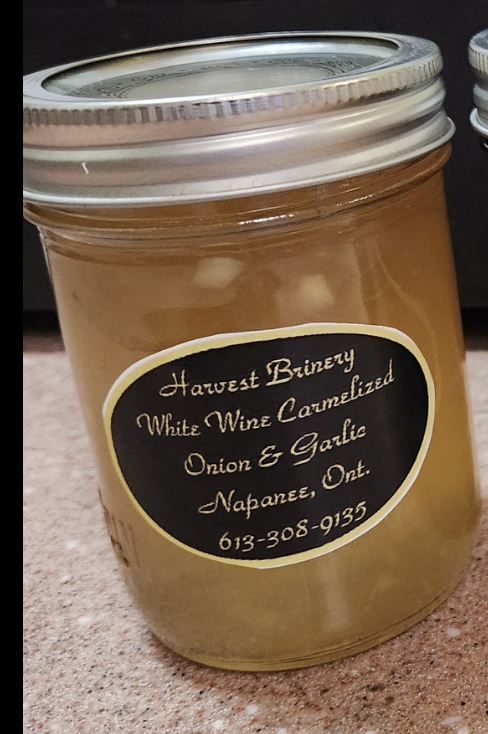 Harvest Brinery
White Wine Carmelized
Onion & Garlic
Napanee, Ont.
613-308-9135